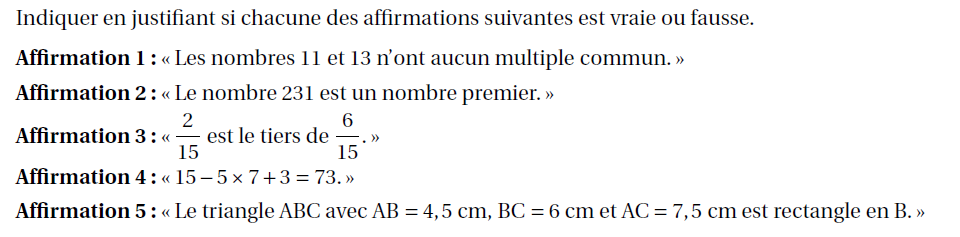 Indiquer en justifiant si chacune des affirmations suivantes est vraie ou fausse.
Affirmation 1 : « Les nombres 11 et 13 n'ont aucun multiple commun. »
Affirmation 2 : « Le nombre 231 est un nombre premier. »
Affirmation 3 : « 2/15 est le tiers de 6/15. »
Affirmation 4 : « 15 − 5 × 7 + 3 = 73. »
Affirmation 5 : « Le triangle ABC avec AB = 4,5 cm, BC = 6 cm et AC = 7,5 cm est rectangle en B. »